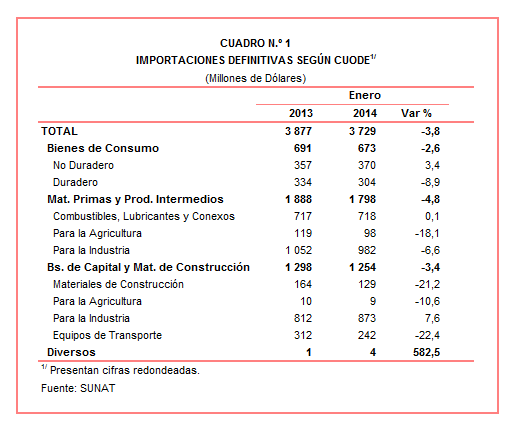 CUADRO N.º 1
IMPORTACIONES DEFINITIVAS SEGÚN CUODE1/
(Millones de Dólares)
Enero
2013 2014 Var %
TOTAL 3 877 3 729 -3,8
Bienes de Consumo 691 673 -2,6
No Duradero 357 370 3,4
Duradero 334 304 -8,9
Mat. Primas y Prod. Intermedios 1 888 1 798 -4,8
Combustibles, Lubricantes y Conexos 717 718 0,1
Para la Agricultura 119 98 -18,1
Para la Industria 1 052 982 -6,6
Bs. de Capital y Mat. de Construcción 1 298 1 254 -3,4
Materiales de Construcción 164 129 -21,2
Para la Agricultura 10 9 -10,6
Para la Industria 812 873 7,6
Equipos de Transporte 312 242 -22,4
Diversos 1 4 582,5
1/ Presentan cifras redondeadas.
Fuente: SUNAT